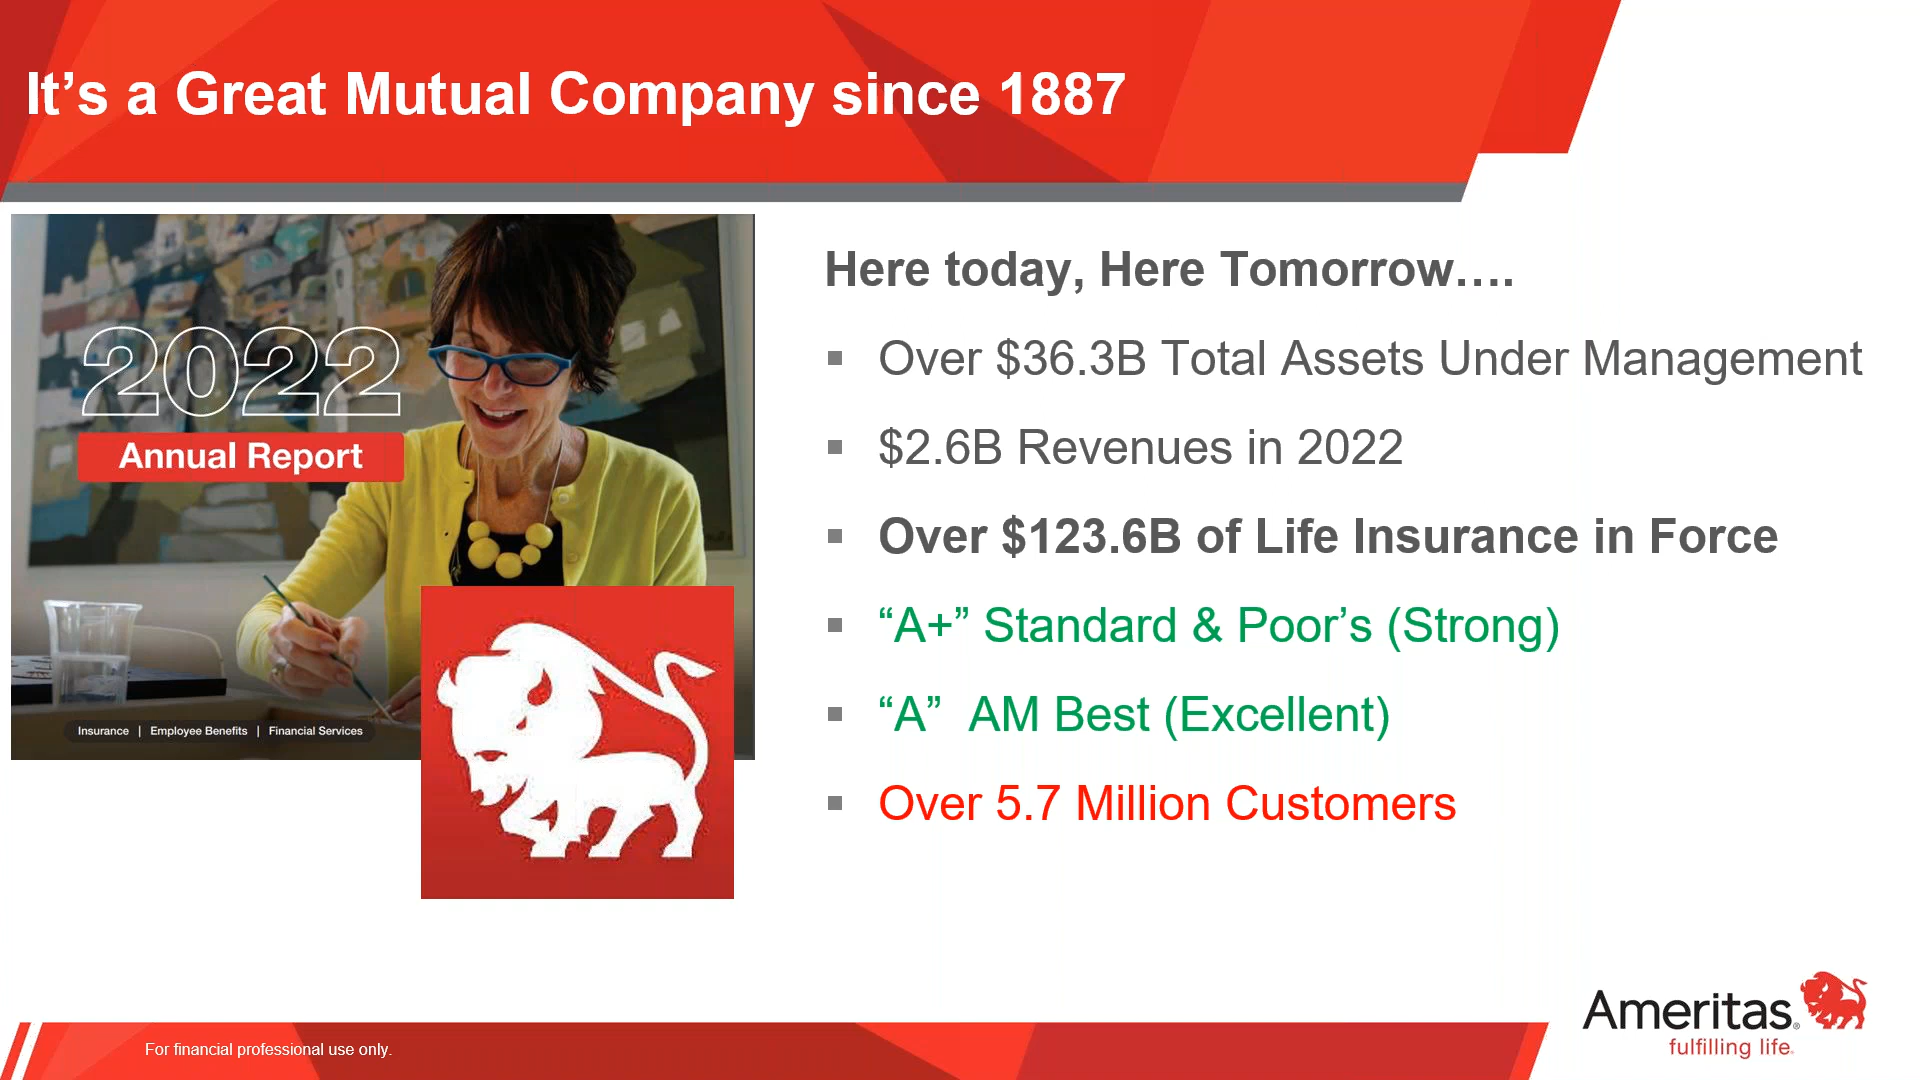 It’s a Great Mutual Company since 1887
2022
Annual Report
Insurance | Employee Benefits | Financial Services
Here today, Here Tomorrow….
▪ Over $36.3B Total Assets Under Management
▪ $2.6B Revenues in 2022
▪ Over $123.6B of Life Insurance in Force
▪ “A+” Standard & Poor’s (Strong)
▪ “A” AM Best (Excellent)
▪ Over 5.7 Million Customers
For financial professional use only.
Ameritas®
fulfilling life.